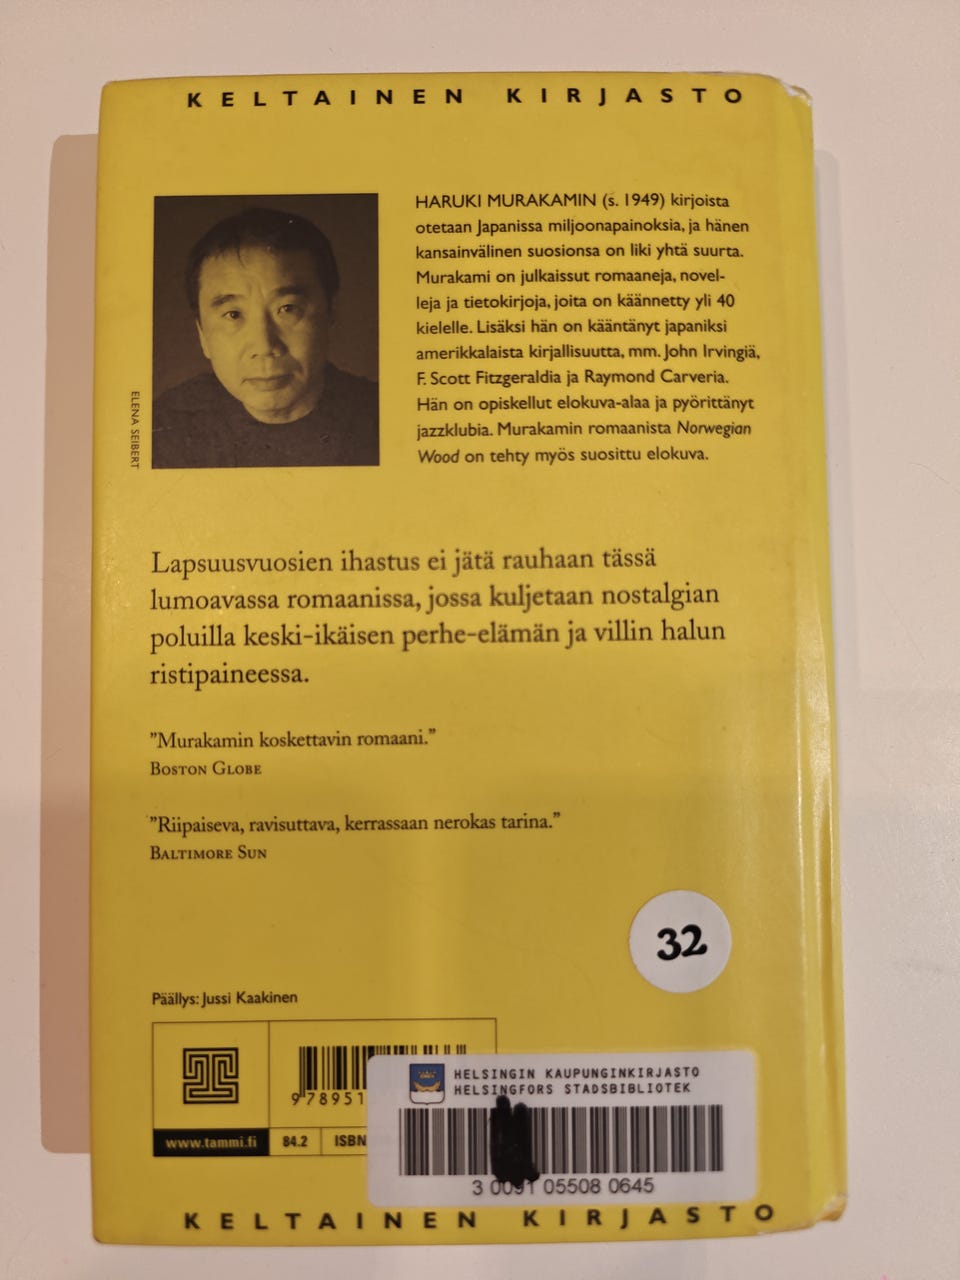 KELTAINEN KIRJASTO
HARUKI MURAKAMIN (s. 1949) kirjoista
otetaan Japanissa miljoonapainoksia, ja hänen
kansainvälinen suosionsa on liki yhtä suurta.
Murakami on julkaissut romaaneja, novel-
leja ja tietokirjoja, joita on käännetty yli 40
kielelle. Lisäksi hän on kääntänyt japaniksi
amerikkalaista kirjallisuutta, mm. John Irvingiä,
F. Scott Fitzgeraldia ja Raymond Carveria.
Hän on opiskellut elokuva-alaa ja pyörittänyt
jazzklubia. Murakamin romaanista Norwegian
Wood on tehty myös suosittu elokuva.
ELENA SEIBERT
Lapsuusvuosien ihastus ei jätä rauhaan tässä
lumoavassa romaanissa, jossa kuljetaan nostalgian
poluilla keski-ikäisen perhe-elämän ja villin halun
ristipaineessa.
"Murakamin koskettavin romaani."
BOSTON GLOBE
"Riipaiseva, ravisuttava, kerrassaan nerokas tarina."
BALTIMORE SUN
32
Päällys: Jussi Kaakinen
978951
www.tammi.fi 84.2 ISBN
HELSINGIN KAUPUNGINKIRJASTO
HELSINGFORS STADSBIBLIOTEK
3 0091 05508 0645
KELTAINEN KIRJASTO